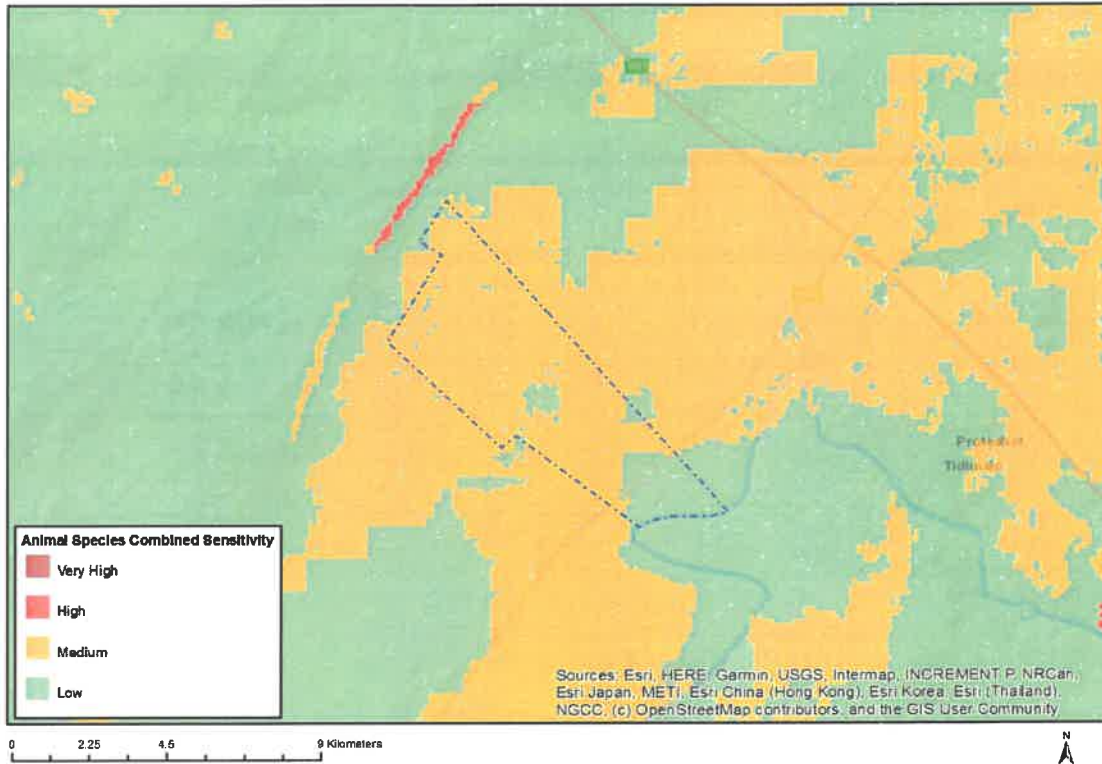 Animal Species Combined Sensitivity
Very High
High
Medium
Low
Sources: Esri, HERE, Garmin, USGS, Intermap, INCREMENT P, NRCan,
Esri Japan, METI, Esri China (Hong Kong), Esri Korea, Esri (Thailand),
NGCC, (c) OpenStreetMap contributors, and the GIS User Community
0 2.25 4.5 9 Kilometers
N